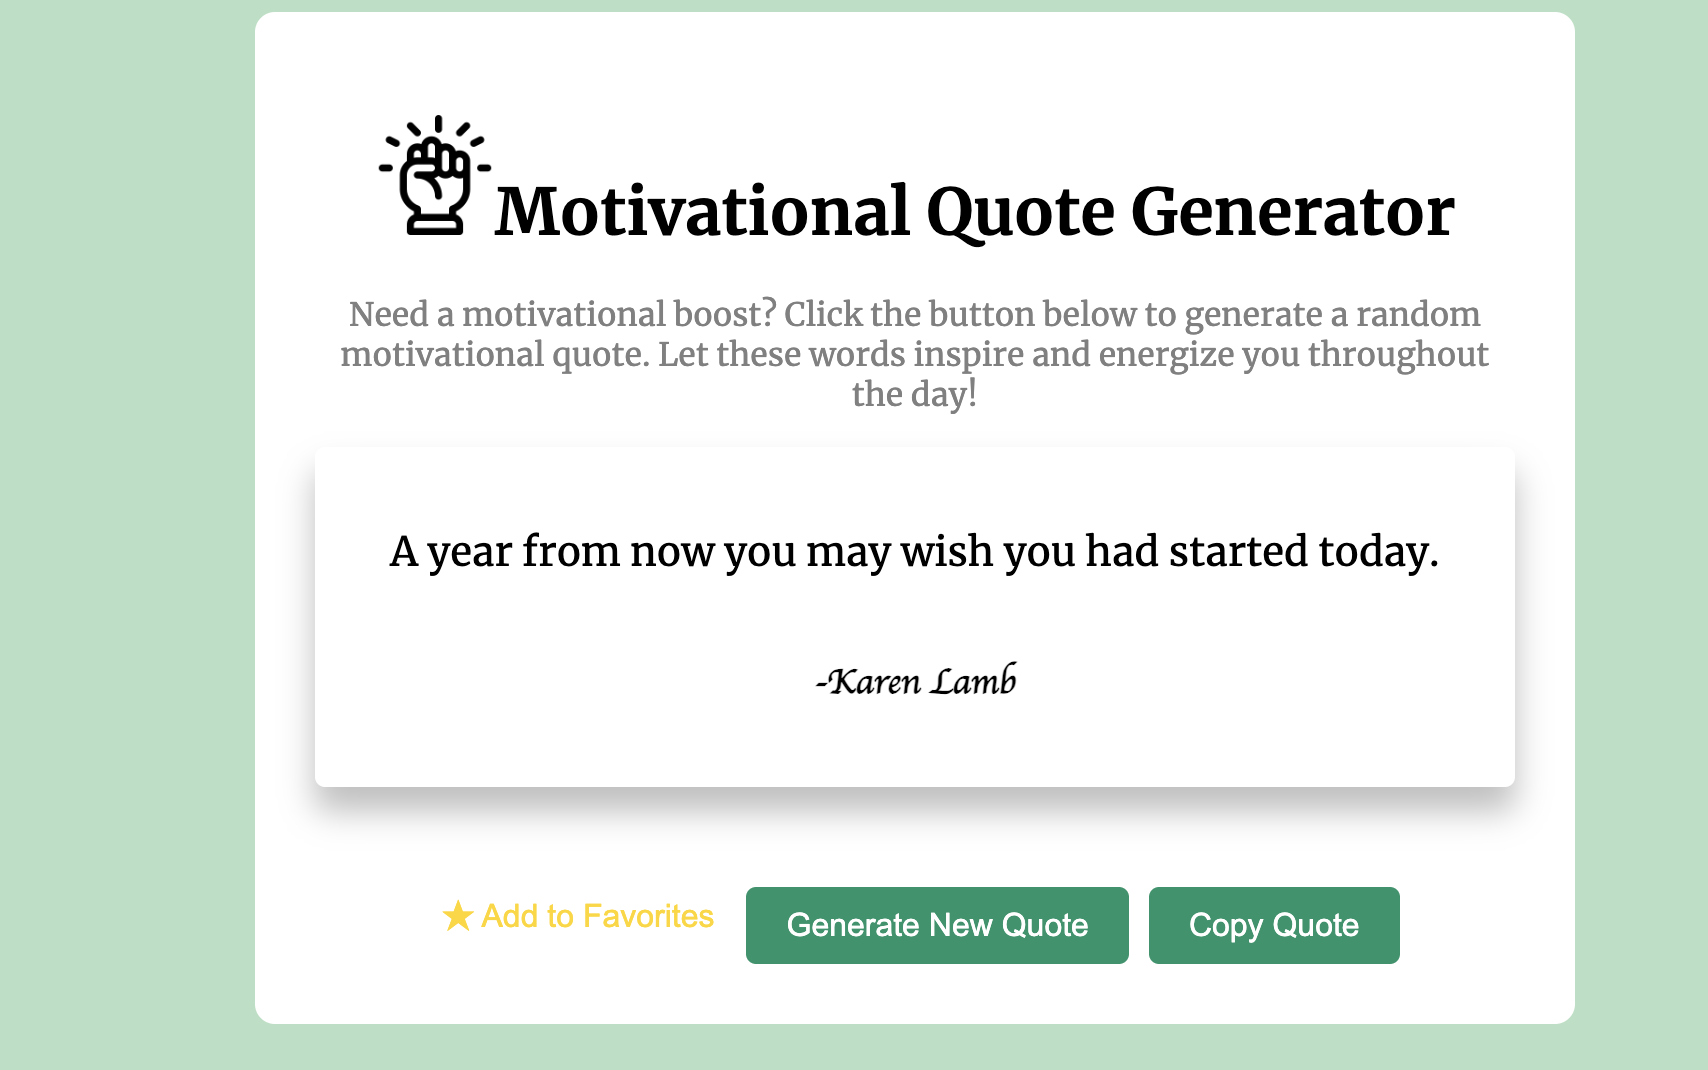 Motivational Quote Generator
Need a motivational boost? Click the button below to generate a random
motivational quote. Let these words inspire and energize you throughout
the day!
A year from now you may wish you had started today.
-Karen Lamb
★ Add to Favorites Generate New Quote Copy Quote